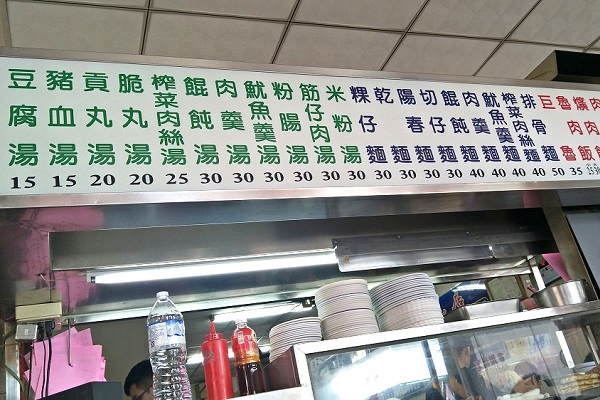 豆腐湯 15
豬血湯 15
貢丸湯 20
脆丸湯 20
榨菜肉絲湯 25
餛飩湯 30
肉羹湯 30
魷魚羹湯 30
粉腸湯 30
筋仔肉湯 30
米粉湯 30
粿仔麵 30
乾麵 30
陽春麵 30
切仔麵 30
餛飩麵 40
肉羹麵 40
魷魚羹麵 40
榨菜肉絲麵 40
排骨麵 50
巨魯 35
魯肉飯
爌肉